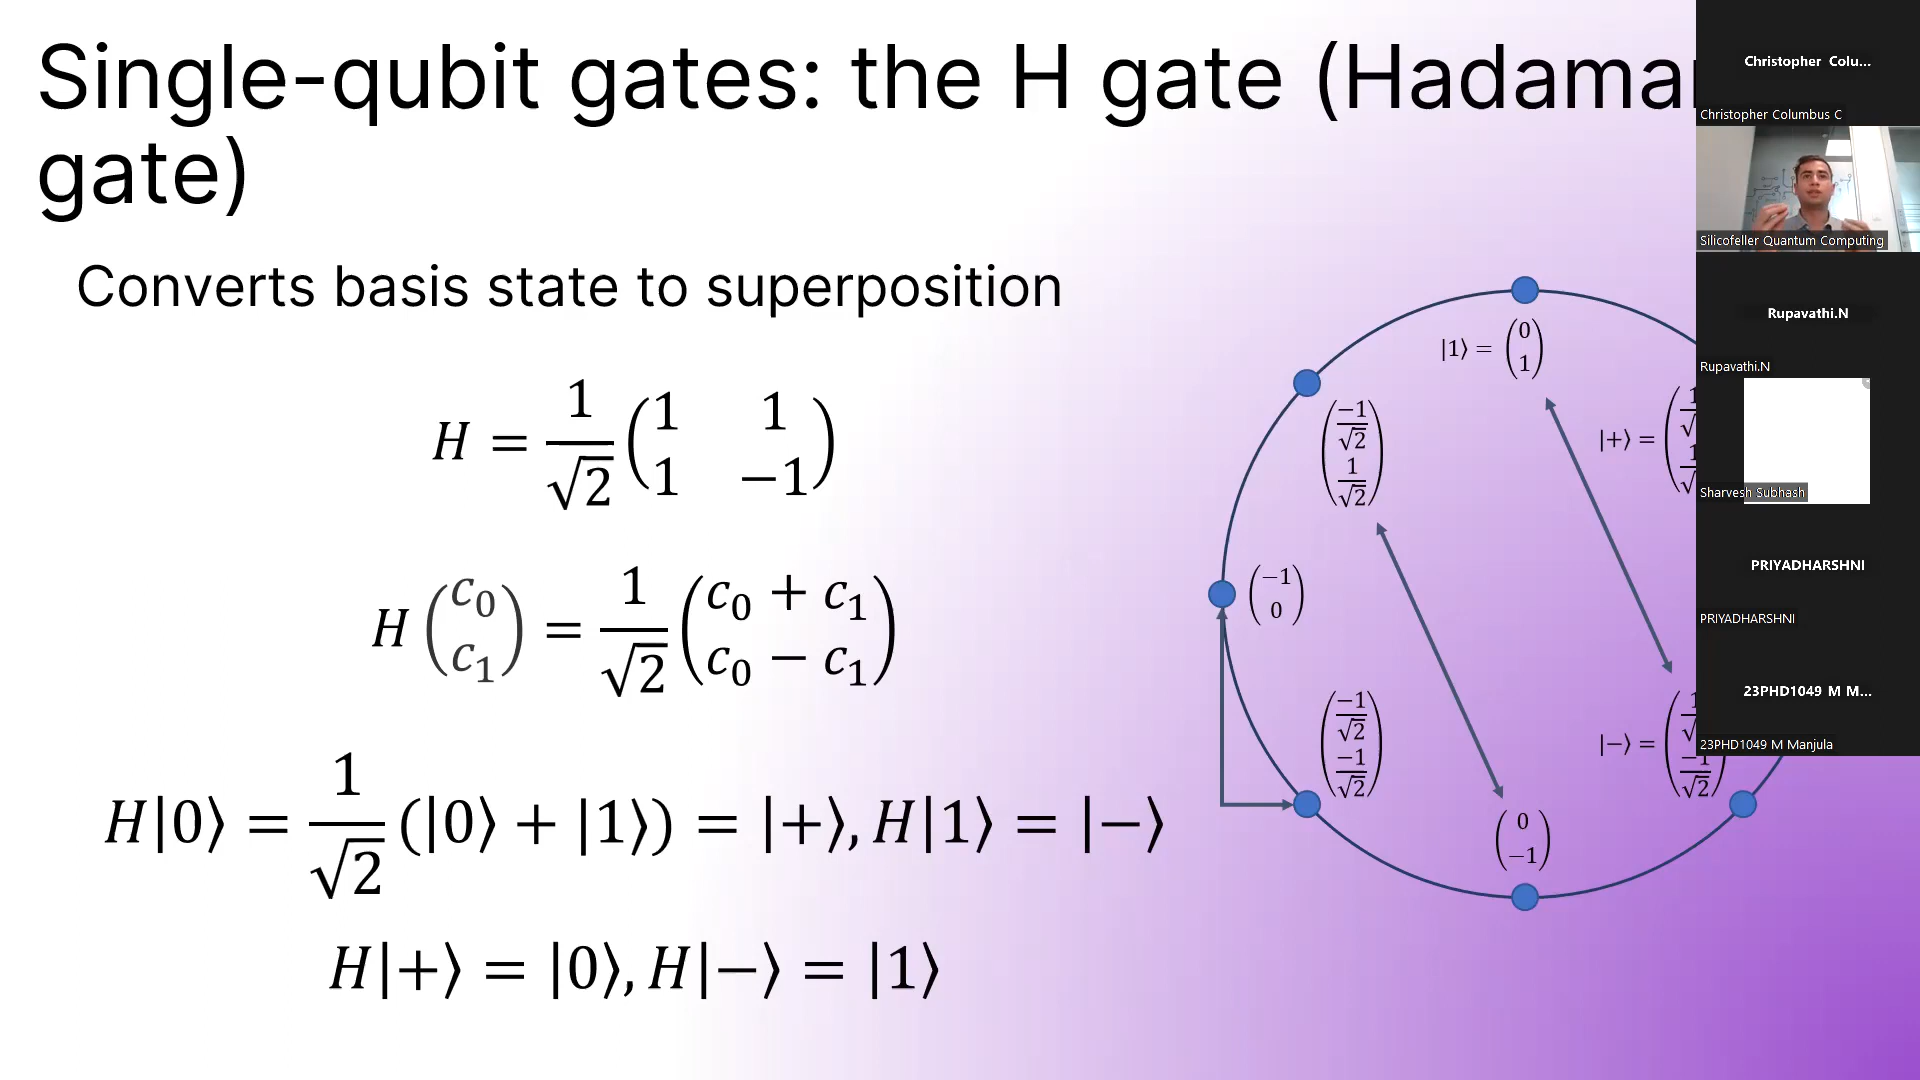 Single-qubit gates: the H gate (Hadamar
gate)
Converts basis state to superposition
H = 1/√2 (1 1
1 −1)
H (c₀
c₁) = 1/√2 (c₀ + c₁
c₀ − c₁)
H|0⟩ = 1/√2 (|0⟩ + |1⟩) = |+⟩, H|1⟩ = |−⟩
H|+⟩ = |0⟩, H|−⟩ = |1⟩
|1⟩ = (0
1)
(−1/√2
1/√2)
|+⟩ =
(−1
0)
(−1/√2
−1/√2)
|−⟩ =
−1/√2
(0
−1)
Christopher Colu...
Christopher Columbus C
Silicofeller Quantum Computing
Rupavathi.N
Rupavathi.N
Sharvesh Subhash
PRIYADHARSHNI
PRIYADHARSHNI
23PHD1049 M M...
23PHD1049 M Manjula